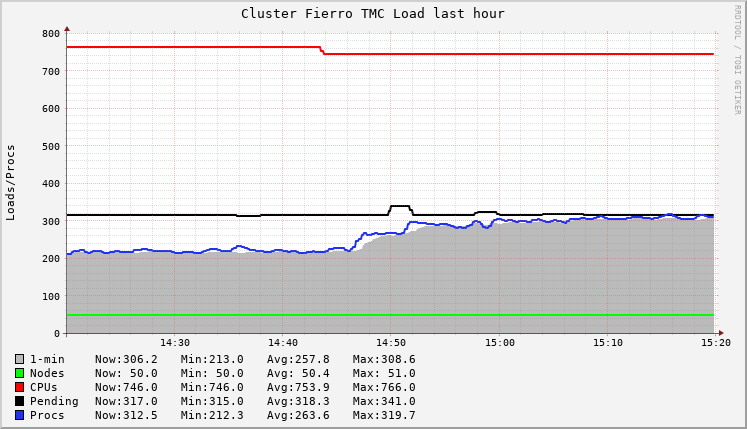 Cluster Fierro TMC Load last hour
RRDTOOL / TOBI OETIKER
Loads/Procs
800
700
600
500
400
300
200
100
0
14:30 14:40 14:50 15:00 15:10 15:20
1-min Now:306.2 Min:213.0 Avg:257.8 Max:308.6
Nodes Now: 50.0 Min: 50.0 Avg: 50.4 Max: 51.0
CPUs Now:746.0 Min:746.0 Avg:753.9 Max:766.0
Pending Now:317.0 Min:315.0 Avg:318.3 Max:341.0
Procs Now:312.5 Min:212.3 Avg:263.6 Max:319.7